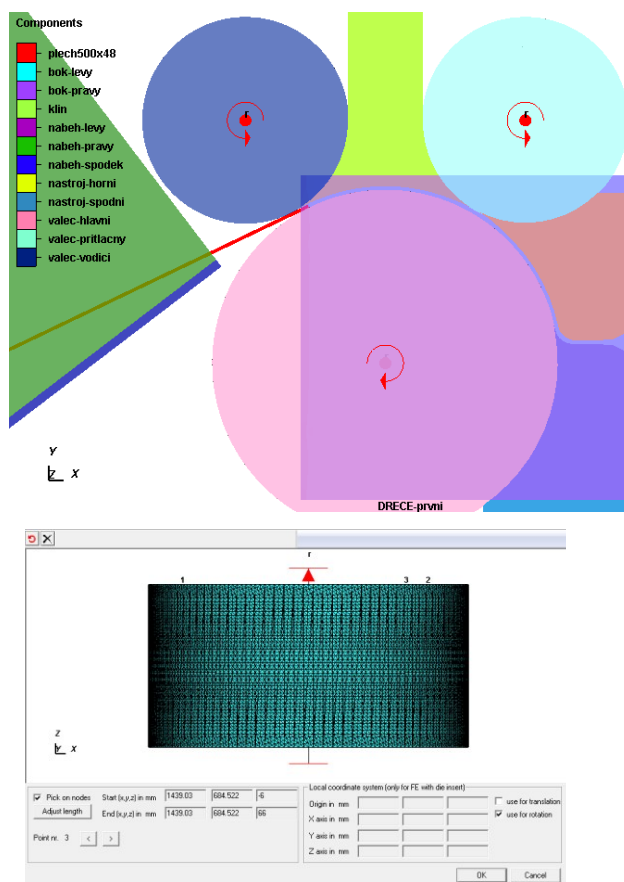 Components
plech500x48
bok-levy
bok-pravy
klin
nabeh-levy
nabeh-pravy
nabeh-spodek
nastroj-horni
nastroj-spodni
valec-hlavni
valec-pritlacny
valec-vodici
r
r
Y
Z X
DRECE-prvni
r
1 3 2
Z
Y X
Pick on nodes
Adjust length
Point nr. 3 < >
Start (x,y,z) in mm 1439.03 684.522 -6
End (x,y,z) in mm 1439.03 684.522 66
Local coordinate system (only for FE with die insert)
Origin in mm
X axis in mm
Y axis in mm
Z axis in mm
use for translation
use for rotation
OK Cancel